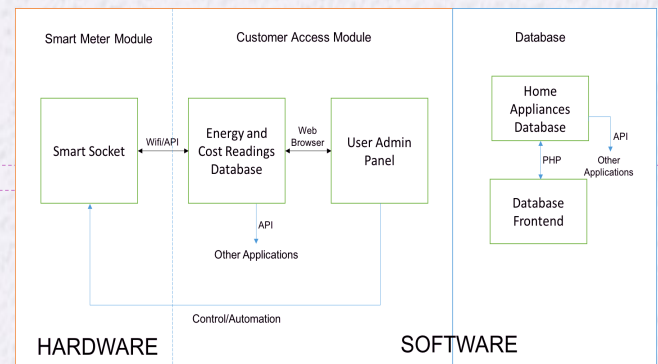 Smart Meter Module
Customer Access Module
Database
Smart Socket
Wifi/API
Energy and
Cost Readings
Database
Web
Browser
User Admin
Panel
API
Other Applications
Control/Automation
Home
Appliances
Database
API
Other
Applications
PHP
Database
Frontend
HARDWARE
SOFTWARE